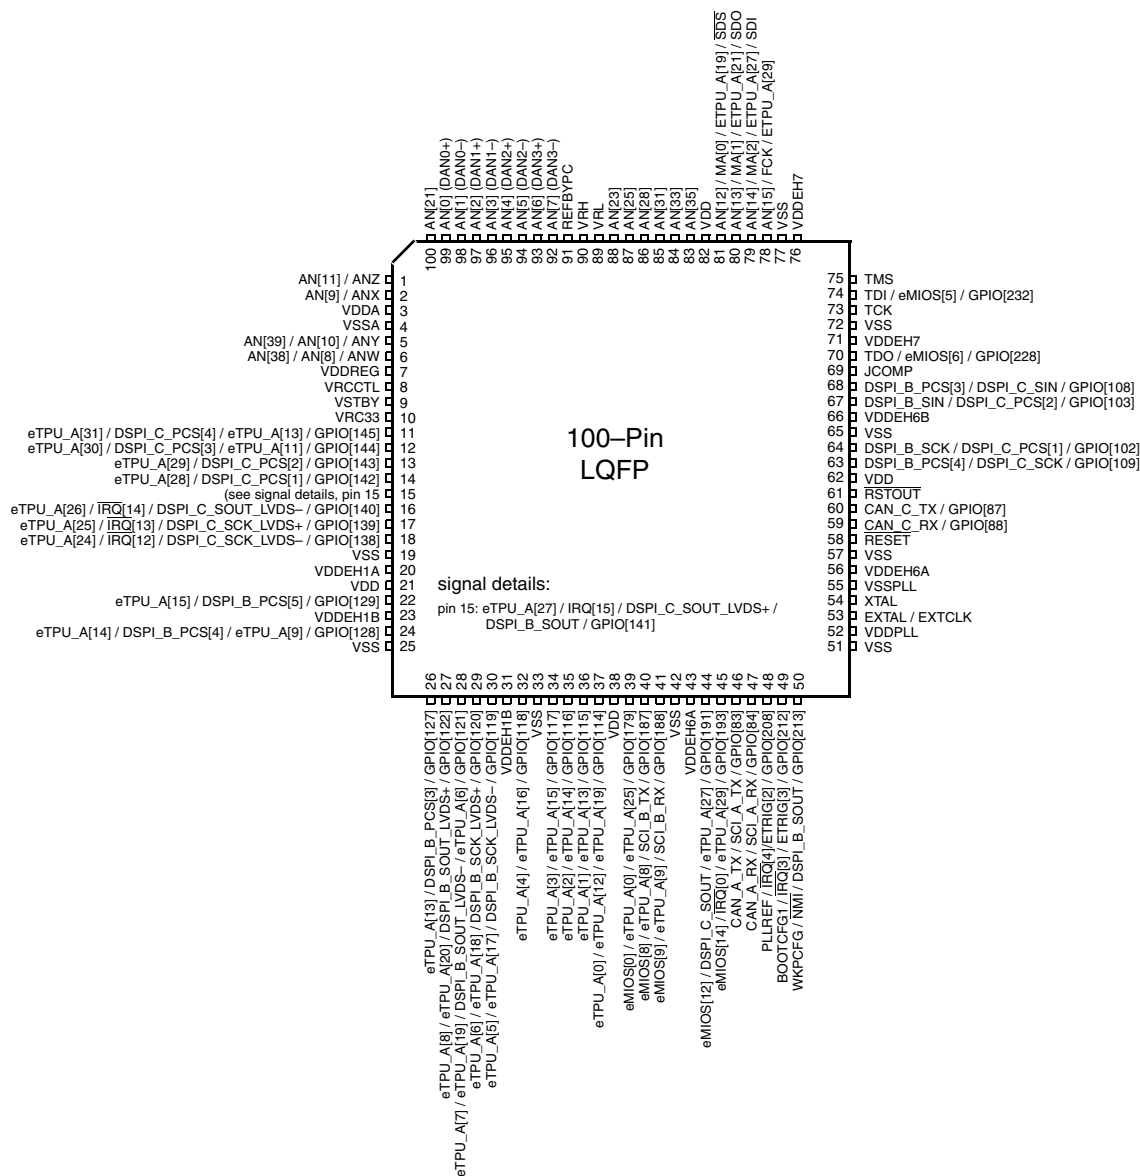 AN[21]
AN[0] (DAN0+)
AN[1] (DAN0–)
AN[2] (DAN1+)
AN[3] (DAN1–)
AN[4] (DAN2+)
AN[5] (DAN2–)
AN[6] (DAN3+)
AN[7] (DAN3–)
REFBYPC
VRH
VRL
AN[23]
AN[25]
AN[28]
AN[31]
AN[33]
AN[35]
VDD
AN[12] / MA[0] / ETPU_A[19] / SDS
AN[13] / MA[1] / ETPU_A[21] / SDO
AN[14] / MA[2] / ETPU_A[27] / SDI
AN[15] / FCK / ETPU_A[29]
VSS
VDDEH7
100
99
98
97
96
95
94
93
92
91
90
89
88
87
86
85
84
83
82
81
80
79
78
77
76
AN[11] / ANZ 1
AN[9] / ANX 2
VDDA 3
VSSA 4
AN[39] / AN[10] / ANY 5
AN[38] / AN[8] / ANW 6
VDDREG 7
VRCCTL 8
VSTBY 9
VRC33 10
eTPU_A[31] / DSPI_C_PCS[4] / eTPU_A[13] / GPIO[145] 11
eTPU_A[30] / DSPI_C_PCS[3] / eTPU_A[11] / GPIO[144] 12
eTPU_A[29] / DSPI_C_PCS[2] / GPIO[143] 13
eTPU_A[28] / DSPI_C_PCS[1] / GPIO[142] 14
(see signal details, pin 15 15
eTPU_A[26] / IRQ[14] / DSPI_C_SOUT_LVDS– / GPIO[140] 16
eTPU_A[25] / IRQ[13] / DSPI_C_SCK_LVDS+ / GPIO[139] 17
eTPU_A[24] / IRQ[12] / DSPI_C_SCK_LVDS– / GPIO[138] 18
VSS 19
VDDEH1A 20
VDD 21
eTPU_A[15] / DSPI_B_PCS[5] / GPIO[129] 22
VDDEH1B 23
eTPU_A[14] / DSPI_B_PCS[4] / eTPU_A[9] / GPIO[128] 24
VSS 25
100–Pin
LQFP
signal details:
pin 15: eTPU_A[27] / IRQ[15] / DSPI_C_SOUT_LVDS+ /
DSPI_B_SOUT / GPIO[141]
75 TMS
74 TDI / eMIOS[5] / GPIO[232]
73 TCK
72 VSS
71 VDDEH7
70 TDO / eMIOS[6] / GPIO[228]
69 JCOMP
68 DSPI_B_PCS[3] / DSPI_C_SIN / GPIO[108]
67 DSPI_B_SIN / DSPI_C_PCS[2] / GPIO[103]
66 VDDEH6B
65 VSS
64 DSPI_B_SCK / DSPI_C_PCS[1] / GPIO[102]
63 DSPI_B_PCS[4] / DSPI_C_SCK / GPIO[109]
62 VDD
61 RSTOUT
60 CAN_C_TX / GPIO[87]
59 CAN_C_RX / GPIO[88]
58 RESET
57 VSS
56 VDDEH6A
55 VSSPLL
54 XTAL
53 EXTAL / EXTCLK
52 VDDPLL
51 VSS
26
27
28
29
30
31
32
33
34
35
36
37
38
39
40
41
42
43
44
45
46
47
48
49
50
eTPU_A[13] / DSPI_B_PCS[3] / GPIO[127]
eTPU_A[8] / eTPU_A[20] / DSPI_B_SOUT_LVDS+ / GPIO[122]
eTPU_A[7] / eTPU_A[19] / DSPI_B_SOUT_LVDS– / eTPU_A[6] / GPIO[121]
eTPU_A[6] / eTPU_A[18] / DSPI_B_SCK_LVDS+ / GPIO[120]
eTPU_A[5] / eTPU_A[17] / DSPI_B_SCK_LVDS– / GPIO[119]
VDDEH1B
eTPU_A[4] / eTPU_A[16] / GPIO[118]
VSS
eTPU_A[3] / eTPU_A[15] / GPIO[117]
eTPU_A[2] / eTPU_A[14] / GPIO[116]
eTPU_A[1] / eTPU_A[13] / GPIO[115]
eTPU_A[0] / eTPU_A[12] / eTPU_A[19] / GPIO[114]
VDD
eMIOS[0] / eTPU_A[0] / eTPU_A[25] / GPIO[179]
eMIOS[8] / eTPU_A[8] / SCI_B_TX / GPIO[187]
eMIOS[9] / eTPU_A[9] / SCI_B_RX / GPIO[188]
VSS
VDDEH6A
eMIOS[12] / DSPI_C_SOUT / eTPU_A[27] / GPIO[191]
eMIOS[14] / IRQ[0] / eTPU_A[29] / GPIO[193]
CAN_A_TX / SCI_A_TX / GPIO[83]
CAN_A_RX / SCI_A_RX / GPIO[84]
PLLREF / IRQ[4]/ETRIG[2] / GPIO[208]
BOOTCFG1 / IRQ[3] / ETRIG[3] / GPIO[212]
WKPCFG / NMI / DSPI_B_SOUT / GPIO[213]